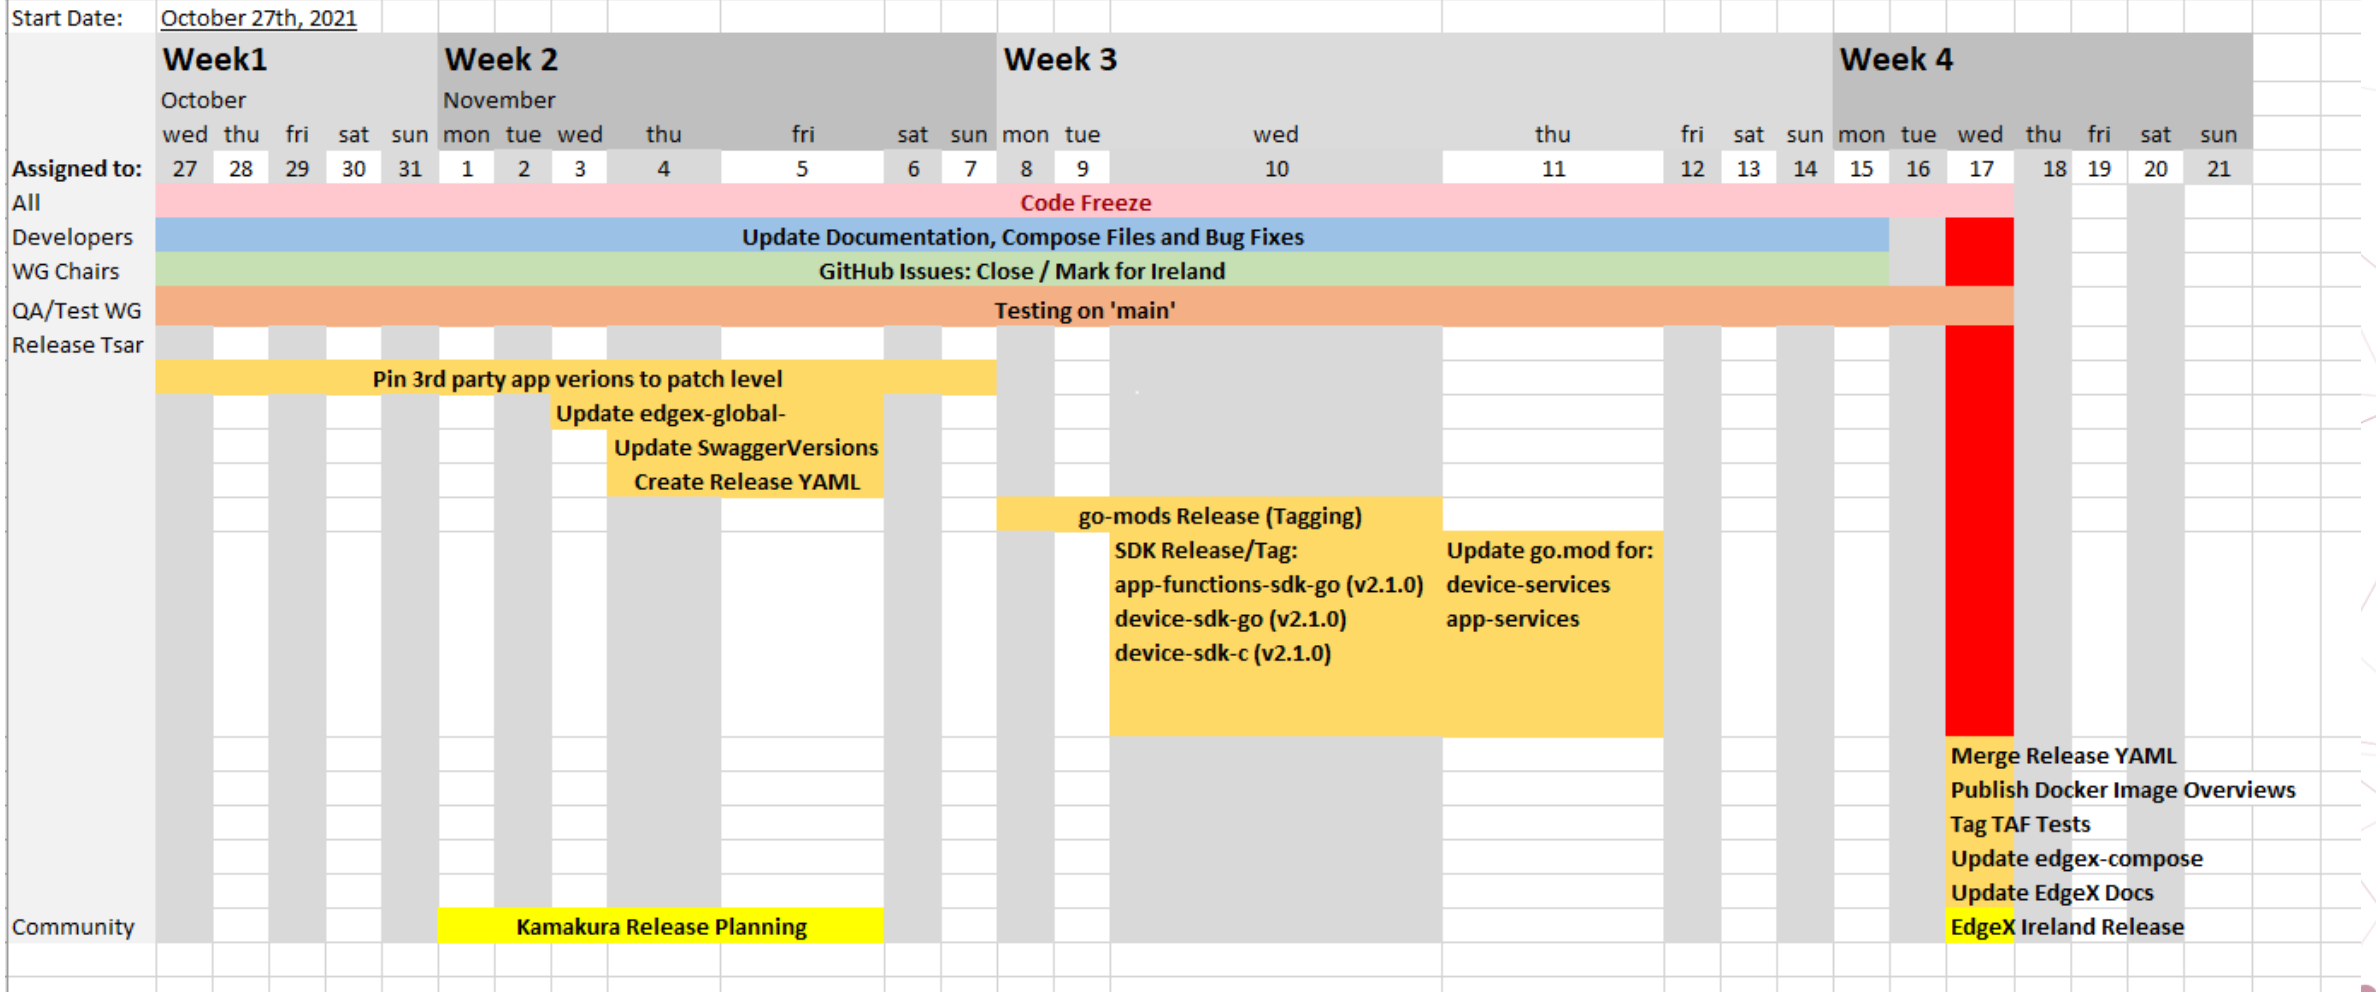 Start Date: October 27th, 2021
Week1 Week 2 Week 3 Week 4
October November
wed thu fri sat sun mon tue wed thu fri sat sun mon tue wed thu fri sat sun mon tue wed thu fri sat sun
Assigned to: 27 28 29 30 31 1 2 3 4 5 6 7 8 9 10 11 12 13 14 15 16 17 18 19 20 21
All Code Freeze
Developers Update Documentation, Compose Files and Bug Fixes
WG Chairs GitHub Issues: Close / Mark for Ireland
QA/Test WG Testing on 'main'
Release Tsar
Pin 3rd party app verions to patch level
Update edgex-global-
Update SwaggerVersions
Create Release YAML
go-mods Release (Tagging)
SDK Release/Tag: Update go.mod for:
app-functions-sdk-go (v2.1.0) device-services
device-sdk-go (v2.1.0) app-services
device-sdk-c (v2.1.0)
Merge Release YAML
Publish Docker Image Overviews
Tag TAF Tests
Update edgex-compose
Update EdgeX Docs
Community Kamakura Release Planning EdgeX Ireland Release